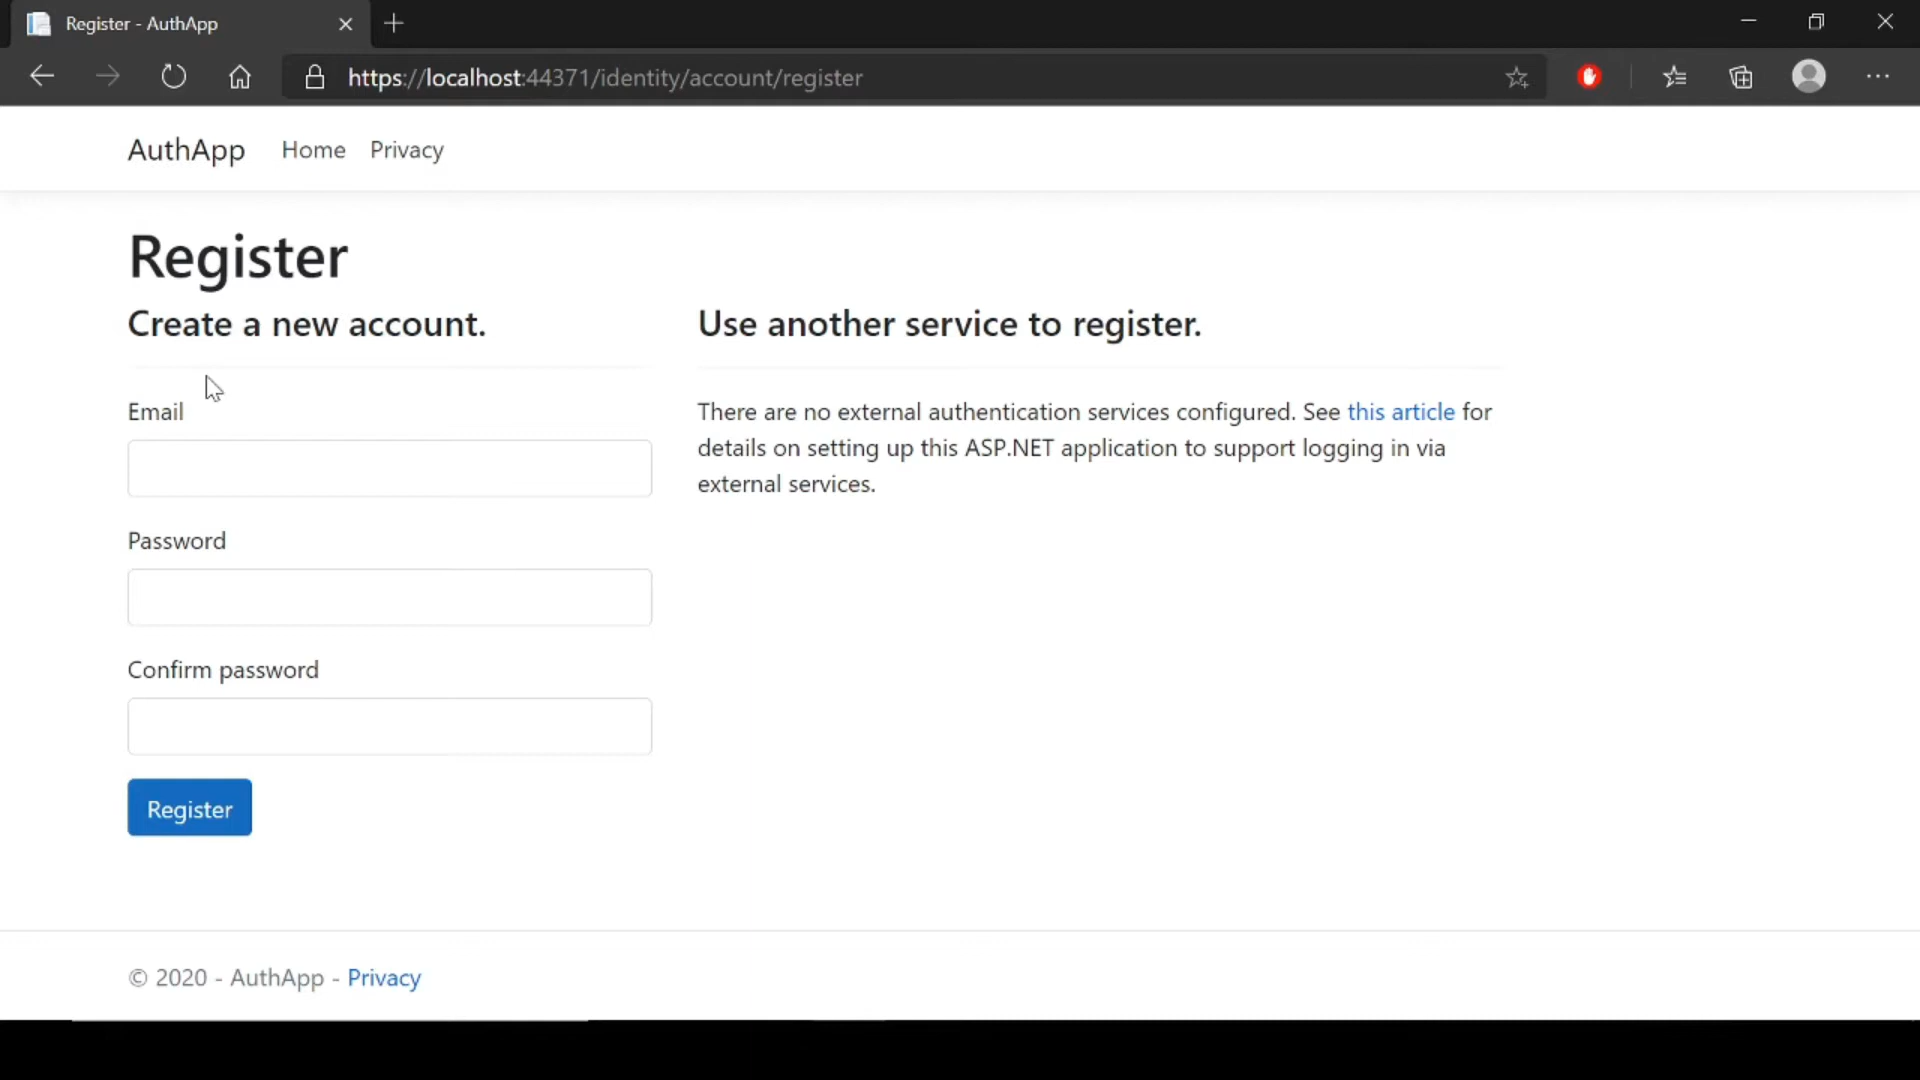 Register - AuthApp
https://localhost:44371/identity/account/register
AuthApp Home Privacy
Register
Create a new account.
Email
Password
Confirm password
Register
Use another service to register.
There are no external authentication services configured. See this article for
details on setting up this ASP.NET application to support logging in via
external services.
© 2020 - AuthApp - Privacy